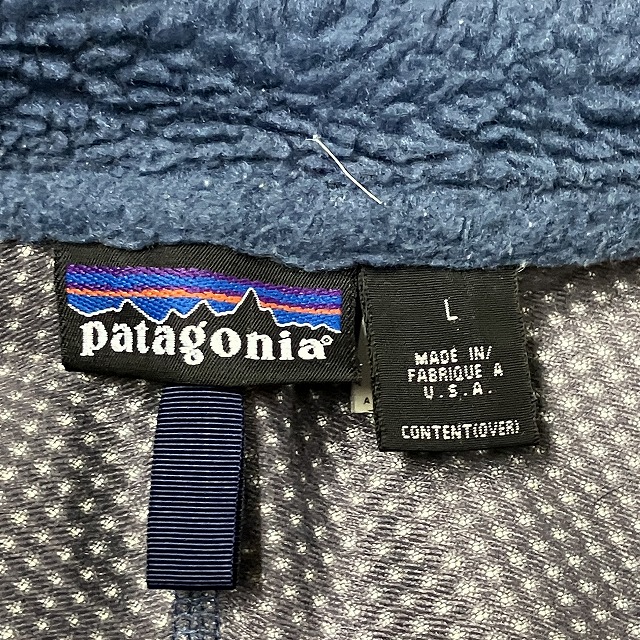 patagonia®
L
MADE IN/
FABRIQUE A
U.S.A.
CONTENT(OVER)
A